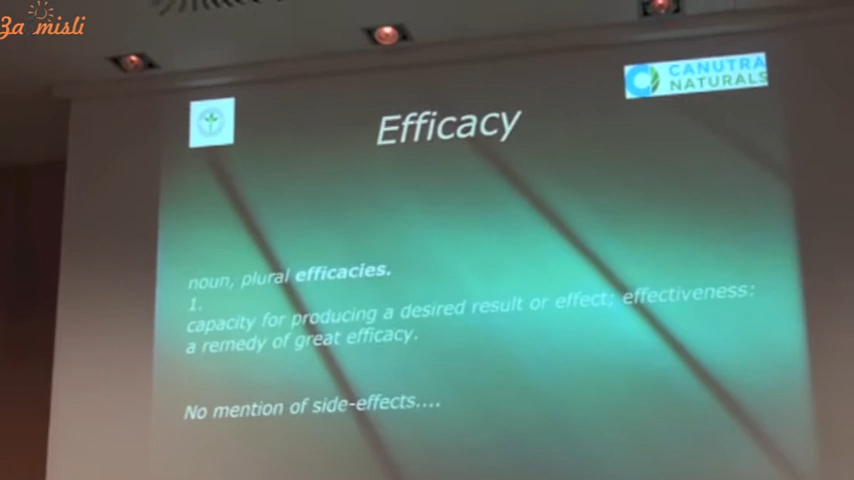 Za misli
CANUTRA
NATURALS
Efficacy
noun, plural efficacies.
1.
capacity for producing a desired result or effect; effectiveness:
a remedy of great efficacy.
No mention of side-effects....